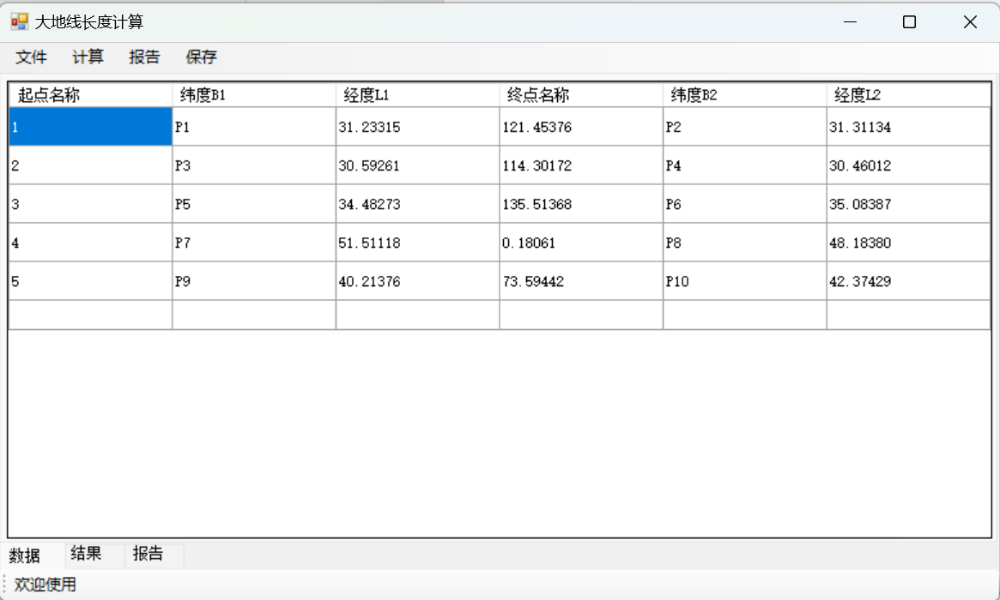 大地线长度计算
文件 计算 报告 保存
起点名称 纬度B1 经度L1 终点名称 纬度B2 经度L2
1 P1 31.23315 121.45376 P2 31.31134
2 P3 30.59261 114.30172 P4 30.46012
3 P5 34.48273 135.51368 P6 35.08387
4 P7 51.51118 0.18061 P8 48.18380
5 P9 40.21376 73.59442 P10 42.37429
数据 结果 报告
欢迎使用